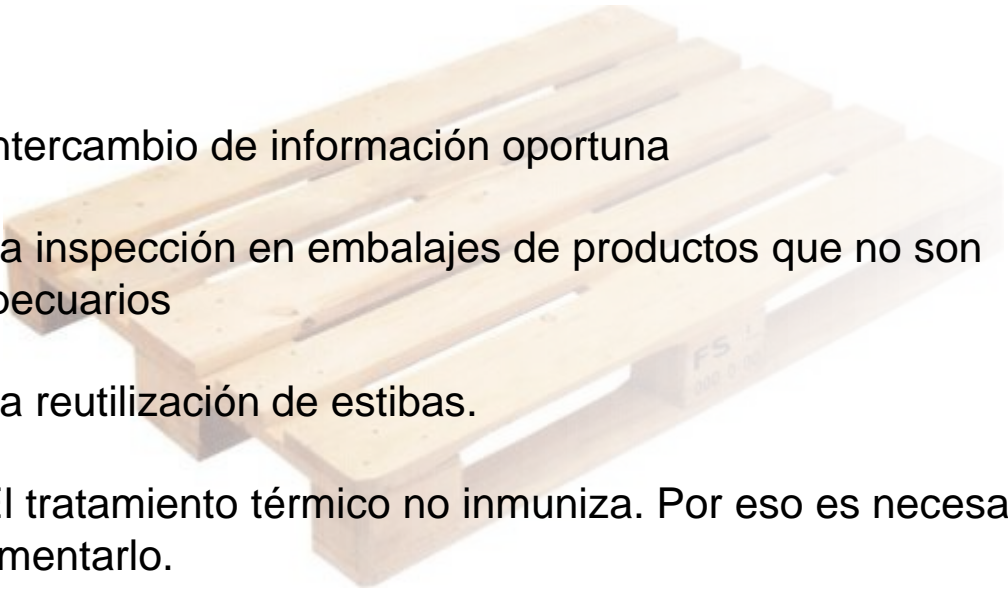 ntercambio de información oportuna
a inspección en embalajes de productos que no son
pecuarios
a reutilización de estibas.
El tratamiento térmico no inmuniza. Por eso es necesa
mentarlo.
FS